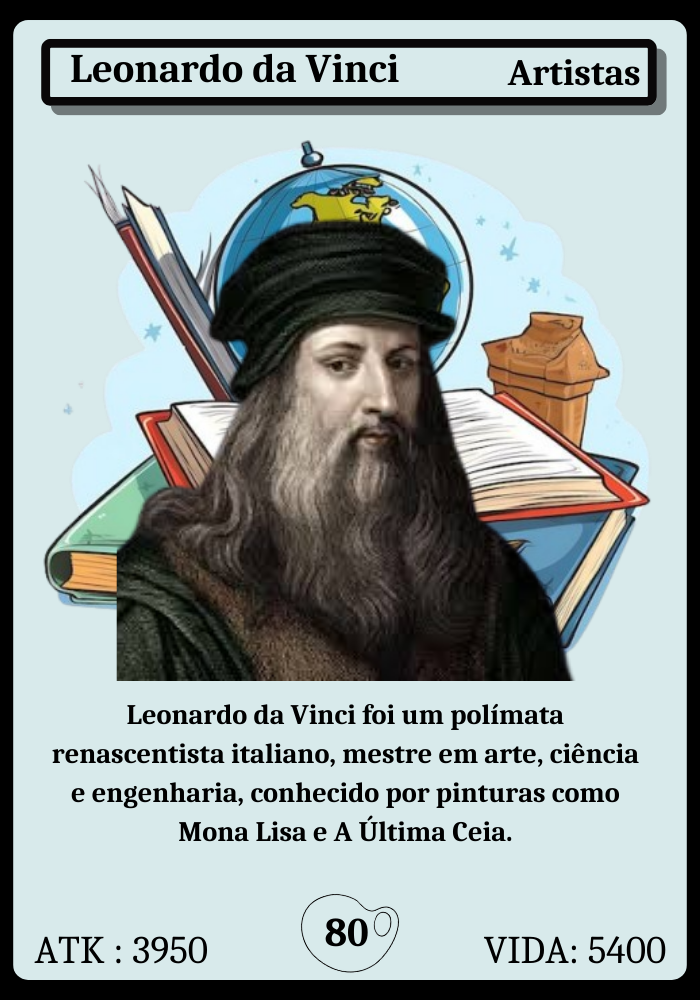 Leonardo da Vinci
Artistas
Leonardo da Vinci foi um polímata
renascentista italiano, mestre em arte, ciência
e engenharia, conhecido por pinturas como
Mona Lisa e A Última Ceia.
80
ATK : 3950
VIDA: 5400